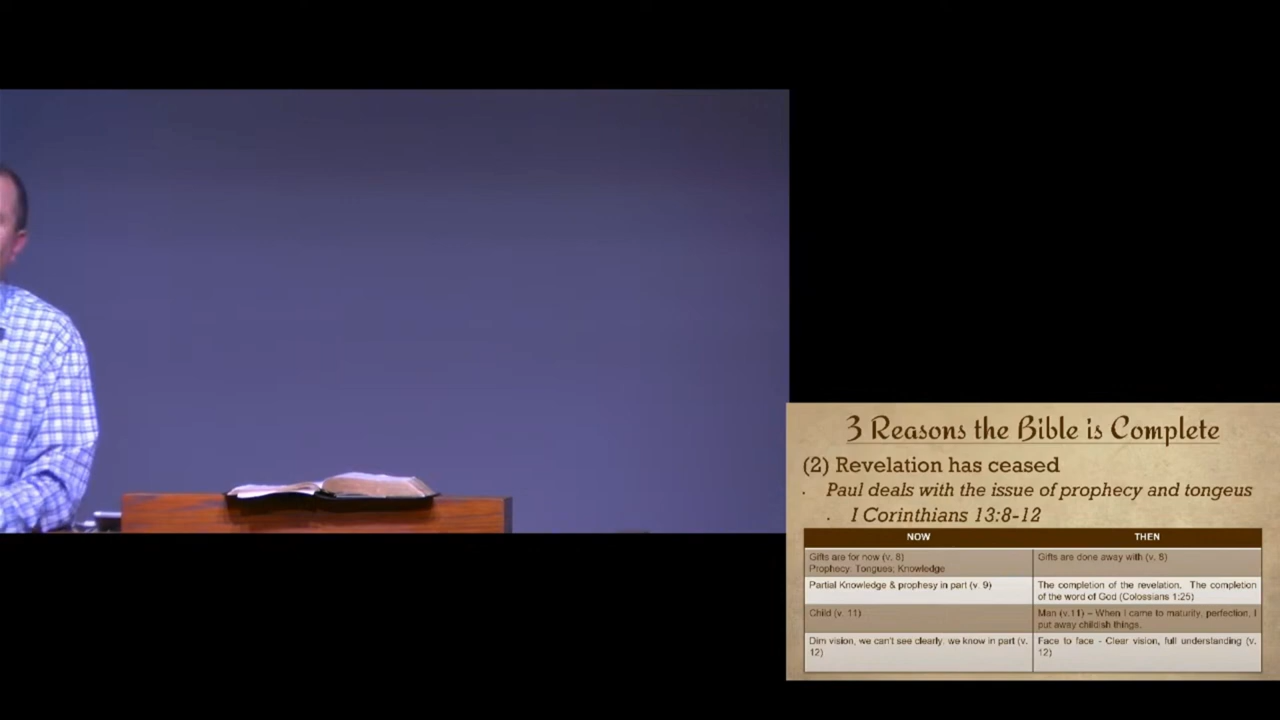 3 Reasons the Bible is Complete
(2) Revelation has ceased
· Paul deals with the issue of prophecy and tongeus
· I Corinthians 13:8-12
NOW THEN
Gifts are for now (v. 8) Gifts are done away with (v. 8)
Prophecy; Tongues; Knowledge
Partial Knowledge & prophesy in part (v. 9) The completion of the revelation. The completion
of the word of God (Colossians 1:25)
Child (v. 11) Man (v.11) – When I came to maturity, perfection, I
put away childish things.
Dim vision, we can't see clearly, we know in part (v. Face to face - Clear vision, full understanding (v.
12) 12)